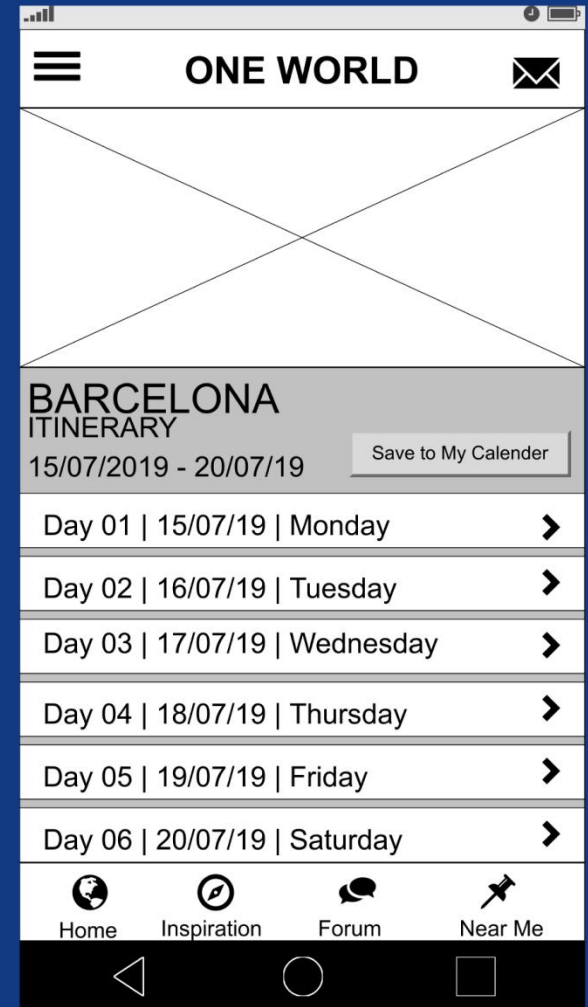 ONE WORLD
BARCELONA
ITINERARY
15/07/2019 - 20/07/19
Save to My Calender
Day 01 | 15/07/19 | Monday
Day 02 | 16/07/19 | Tuesday
Day 03 | 17/07/19 | Wednesday
Day 04 | 18/07/19 | Thursday
Day 05 | 19/07/19 | Friday
Day 06 | 20/07/19 | Saturday
Home Inspiration Forum Near Me